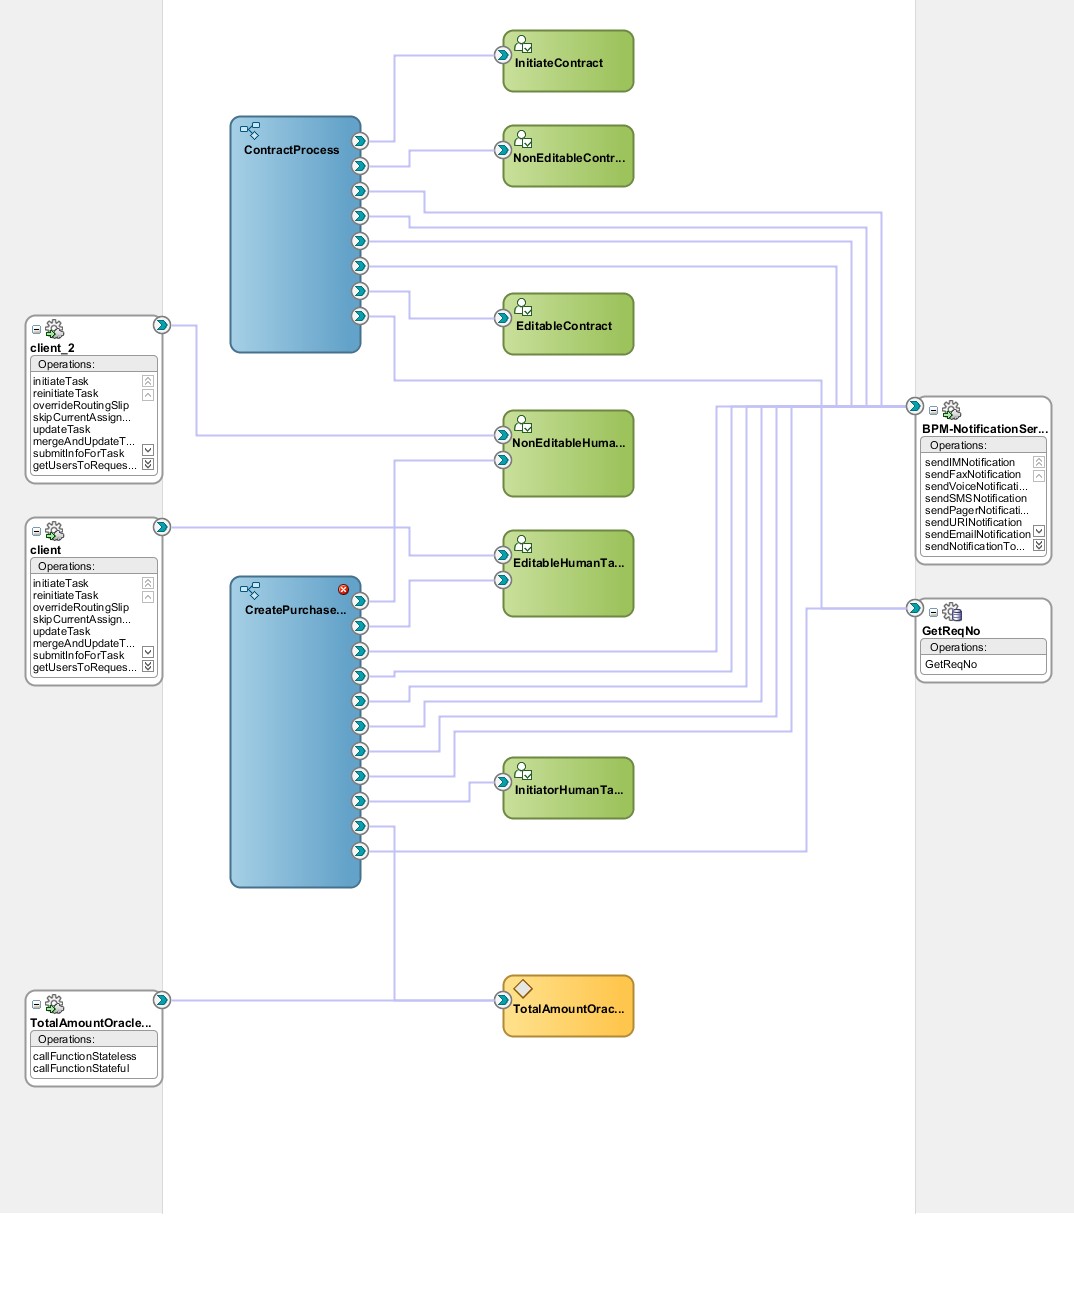 InitiateContract
ContractProcess
NonEditableContr...
EditableContract
client_2
Operations:
initiateTask
reinitiateTask
overrideRoutingSlip
skipCurrentAssign...
updateTask
mergeAndUpdateT...
submitInfoForTask
getUsersToReques...
NonEditableHuma...
BPM-NotificationSer...
Operations:
sendIMNotification
sendFaxNotification
sendVoiceNotificati...
sendSMSNotification
sendPagerNotificati...
sendURINotification
sendEmailNotification
sendNotificationTo...
client
Operations:
initiateTask
reinitiateTask
overrideRoutingSlip
skipCurrentAssign...
updateTask
mergeAndUpdateT...
submitInfoForTask
getUsersToReques...
EditableHumanTa...
CreatePurchase...
GetReqNo
Operations:
GetReqNo
InitiatorHumanTa...
TotalAmountOracle...
Operations:
callFunctionStateless
callFunctionStateful
TotalAmountOrac...